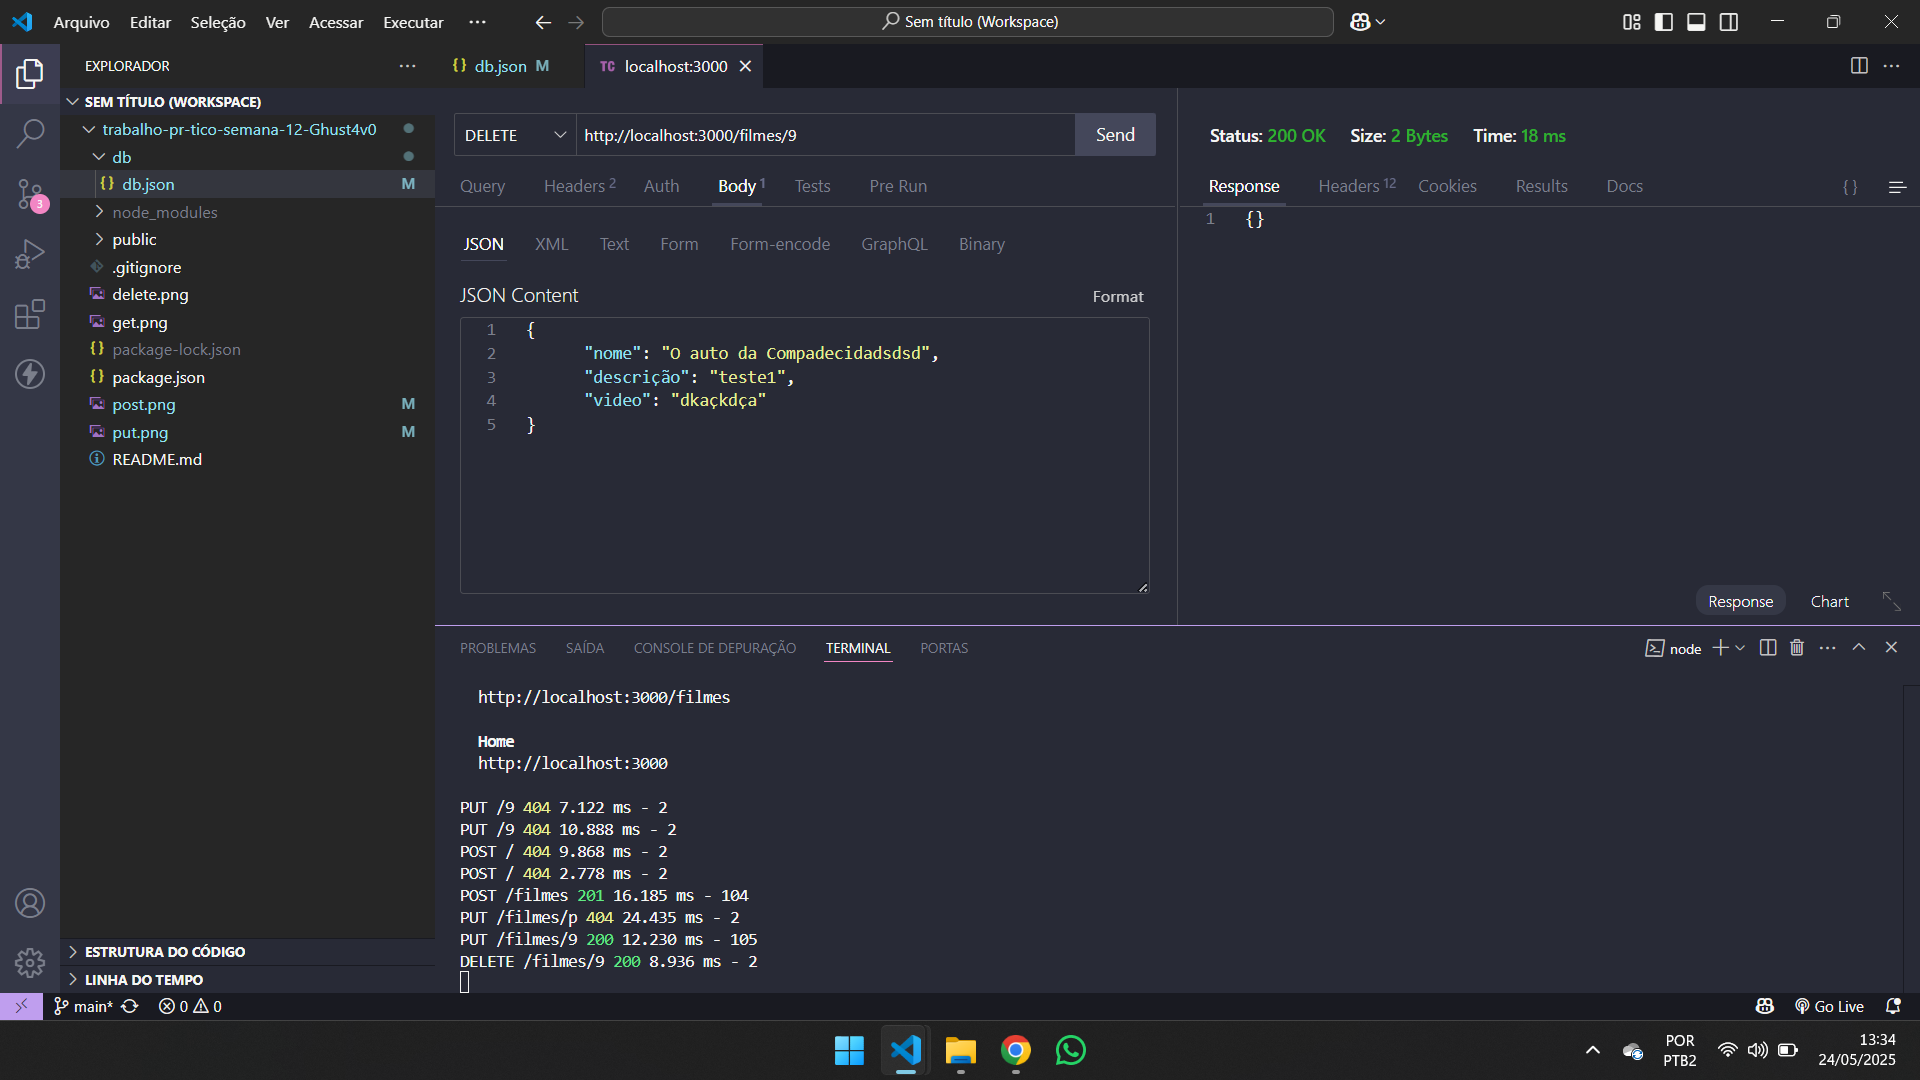 Arquivo Editar Seleção Ver Acessar Executar ··· Sem título (Workspace)
EXPLORADOR ···
SEM TÍTULO (WORKSPACE)
trabalho-pr-tico-semana-12-Ghust4v0
db
{} db.json M
node_modules
public
.gitignore
delete.png
get.png
{} package-lock.json
{} package.json
post.png M
put.png M
README.md
ESTRUTURA DO CÓDIGO
LINHA DO TEMPO
3
{} db.json M TC localhost:3000
DELETE http://localhost:3000/filmes/9 Send
Query Headers 2 Auth Body 1 Tests Pre Run
JSON XML Text Form Form-encode GraphQL Binary
JSON Content Format
1 {
2 "nome": "O auto da Compadecidadsdsd",
3 "descrição": "teste1",
4 "video": "dkaçkdça"
5 }
Status: 200 OK Size: 2 Bytes Time: 18 ms
Response Headers 12 Cookies Results Docs {}
1 {}
Response Chart
PROBLEMAS SAÍDA CONSOLE DE DEPURAÇÃO TERMINAL PORTAS node
http://localhost:3000/filmes
Home
http://localhost:3000
PUT /9 404 7.122 ms - 2
PUT /9 404 10.888 ms - 2
POST / 404 9.868 ms - 2
POST / 404 2.778 ms - 2
POST /filmes 201 16.185 ms - 104
PUT /filmes/p 404 24.435 ms - 2
PUT /filmes/9 200 12.230 ms - 105
DELETE /filmes/9 200 8.936 ms - 2
main* 0 0 Go Live
POR
PTB2
13:34
24/05/2025